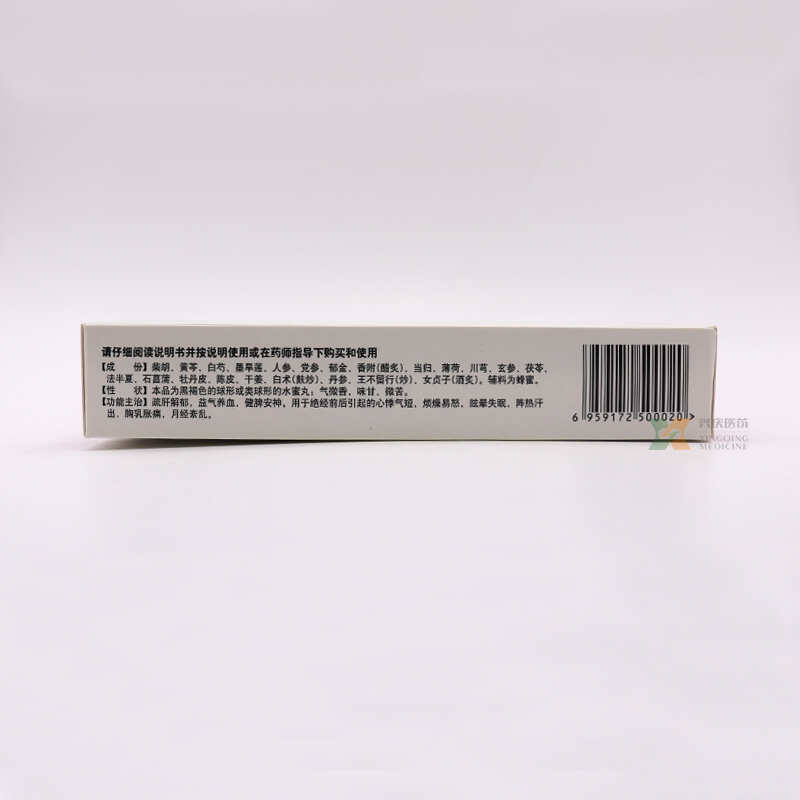 请仔细阅读说明书并按说明使用或在药师指导下购买和使用
【成　份】柴胡、黄芩、白芍、墨旱莲、人参、党参、郁金、香附(醋炙)、当归、薄荷、川芎、玄参、茯苓、
法半夏、石菖蒲、牡丹皮、陈皮、干姜、白术(麸炒)、丹参、王不留行(炒)、女贞子(酒炙)。辅料为蜂蜜。
【性　状】本品为黑褐色的球形或类球形的水蜜丸；气微香，味甘、微苦。
【功能主治】疏肝解郁，益气养血，健脾安神。用于绝经前后引起的心悸气短，烦燥易怒，眩晕失眠，阵热汗
出，胸乳胀痛，月经紊乱。
6 959172 500020 >
兴庆医药
XINGQING
MEDICINE